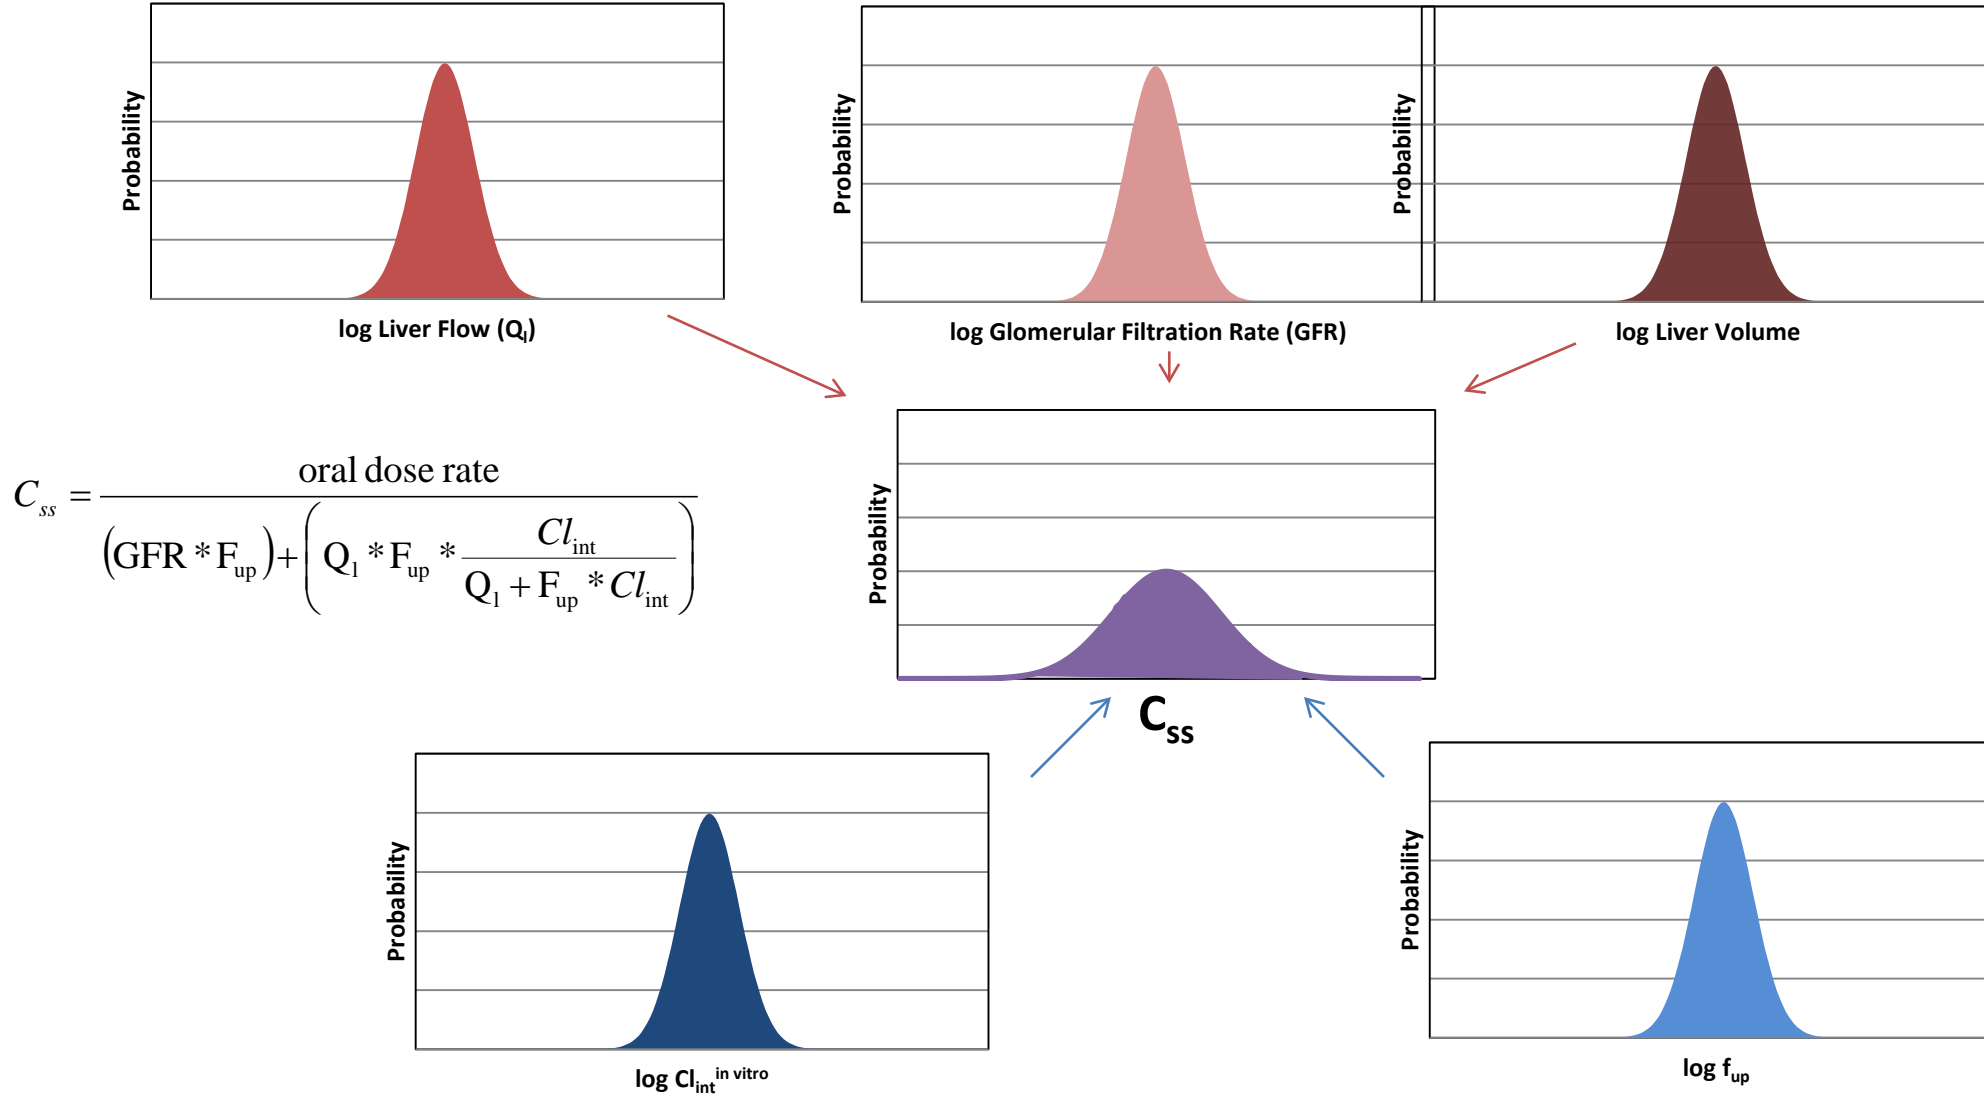 Probability
log Liver Flow (Qₗ)
Probability
log Glomerular Filtration Rate (GFR)
Probability
log Liver Volume
C_ss = oral dose rate / ((GFR * F_up) + (Q_l * F_up * Cl_int / (Q_l + F_up * Cl_int)))
Probability
C_ss
Probability
log Cl_int^in vitro
Probability
log f_up